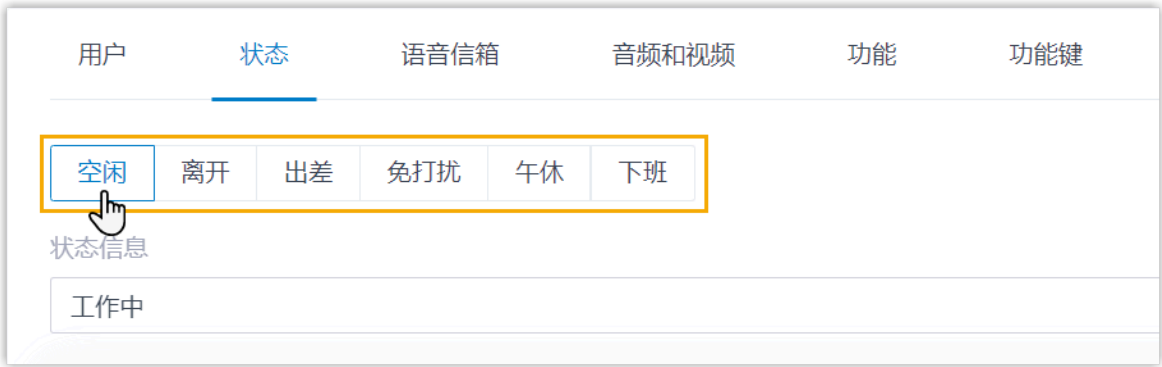 用户 状态 语音信箱 音频和视频 功能 功能键
空闲 离开 出差 免打扰 午休 下班
状态信息
工作中